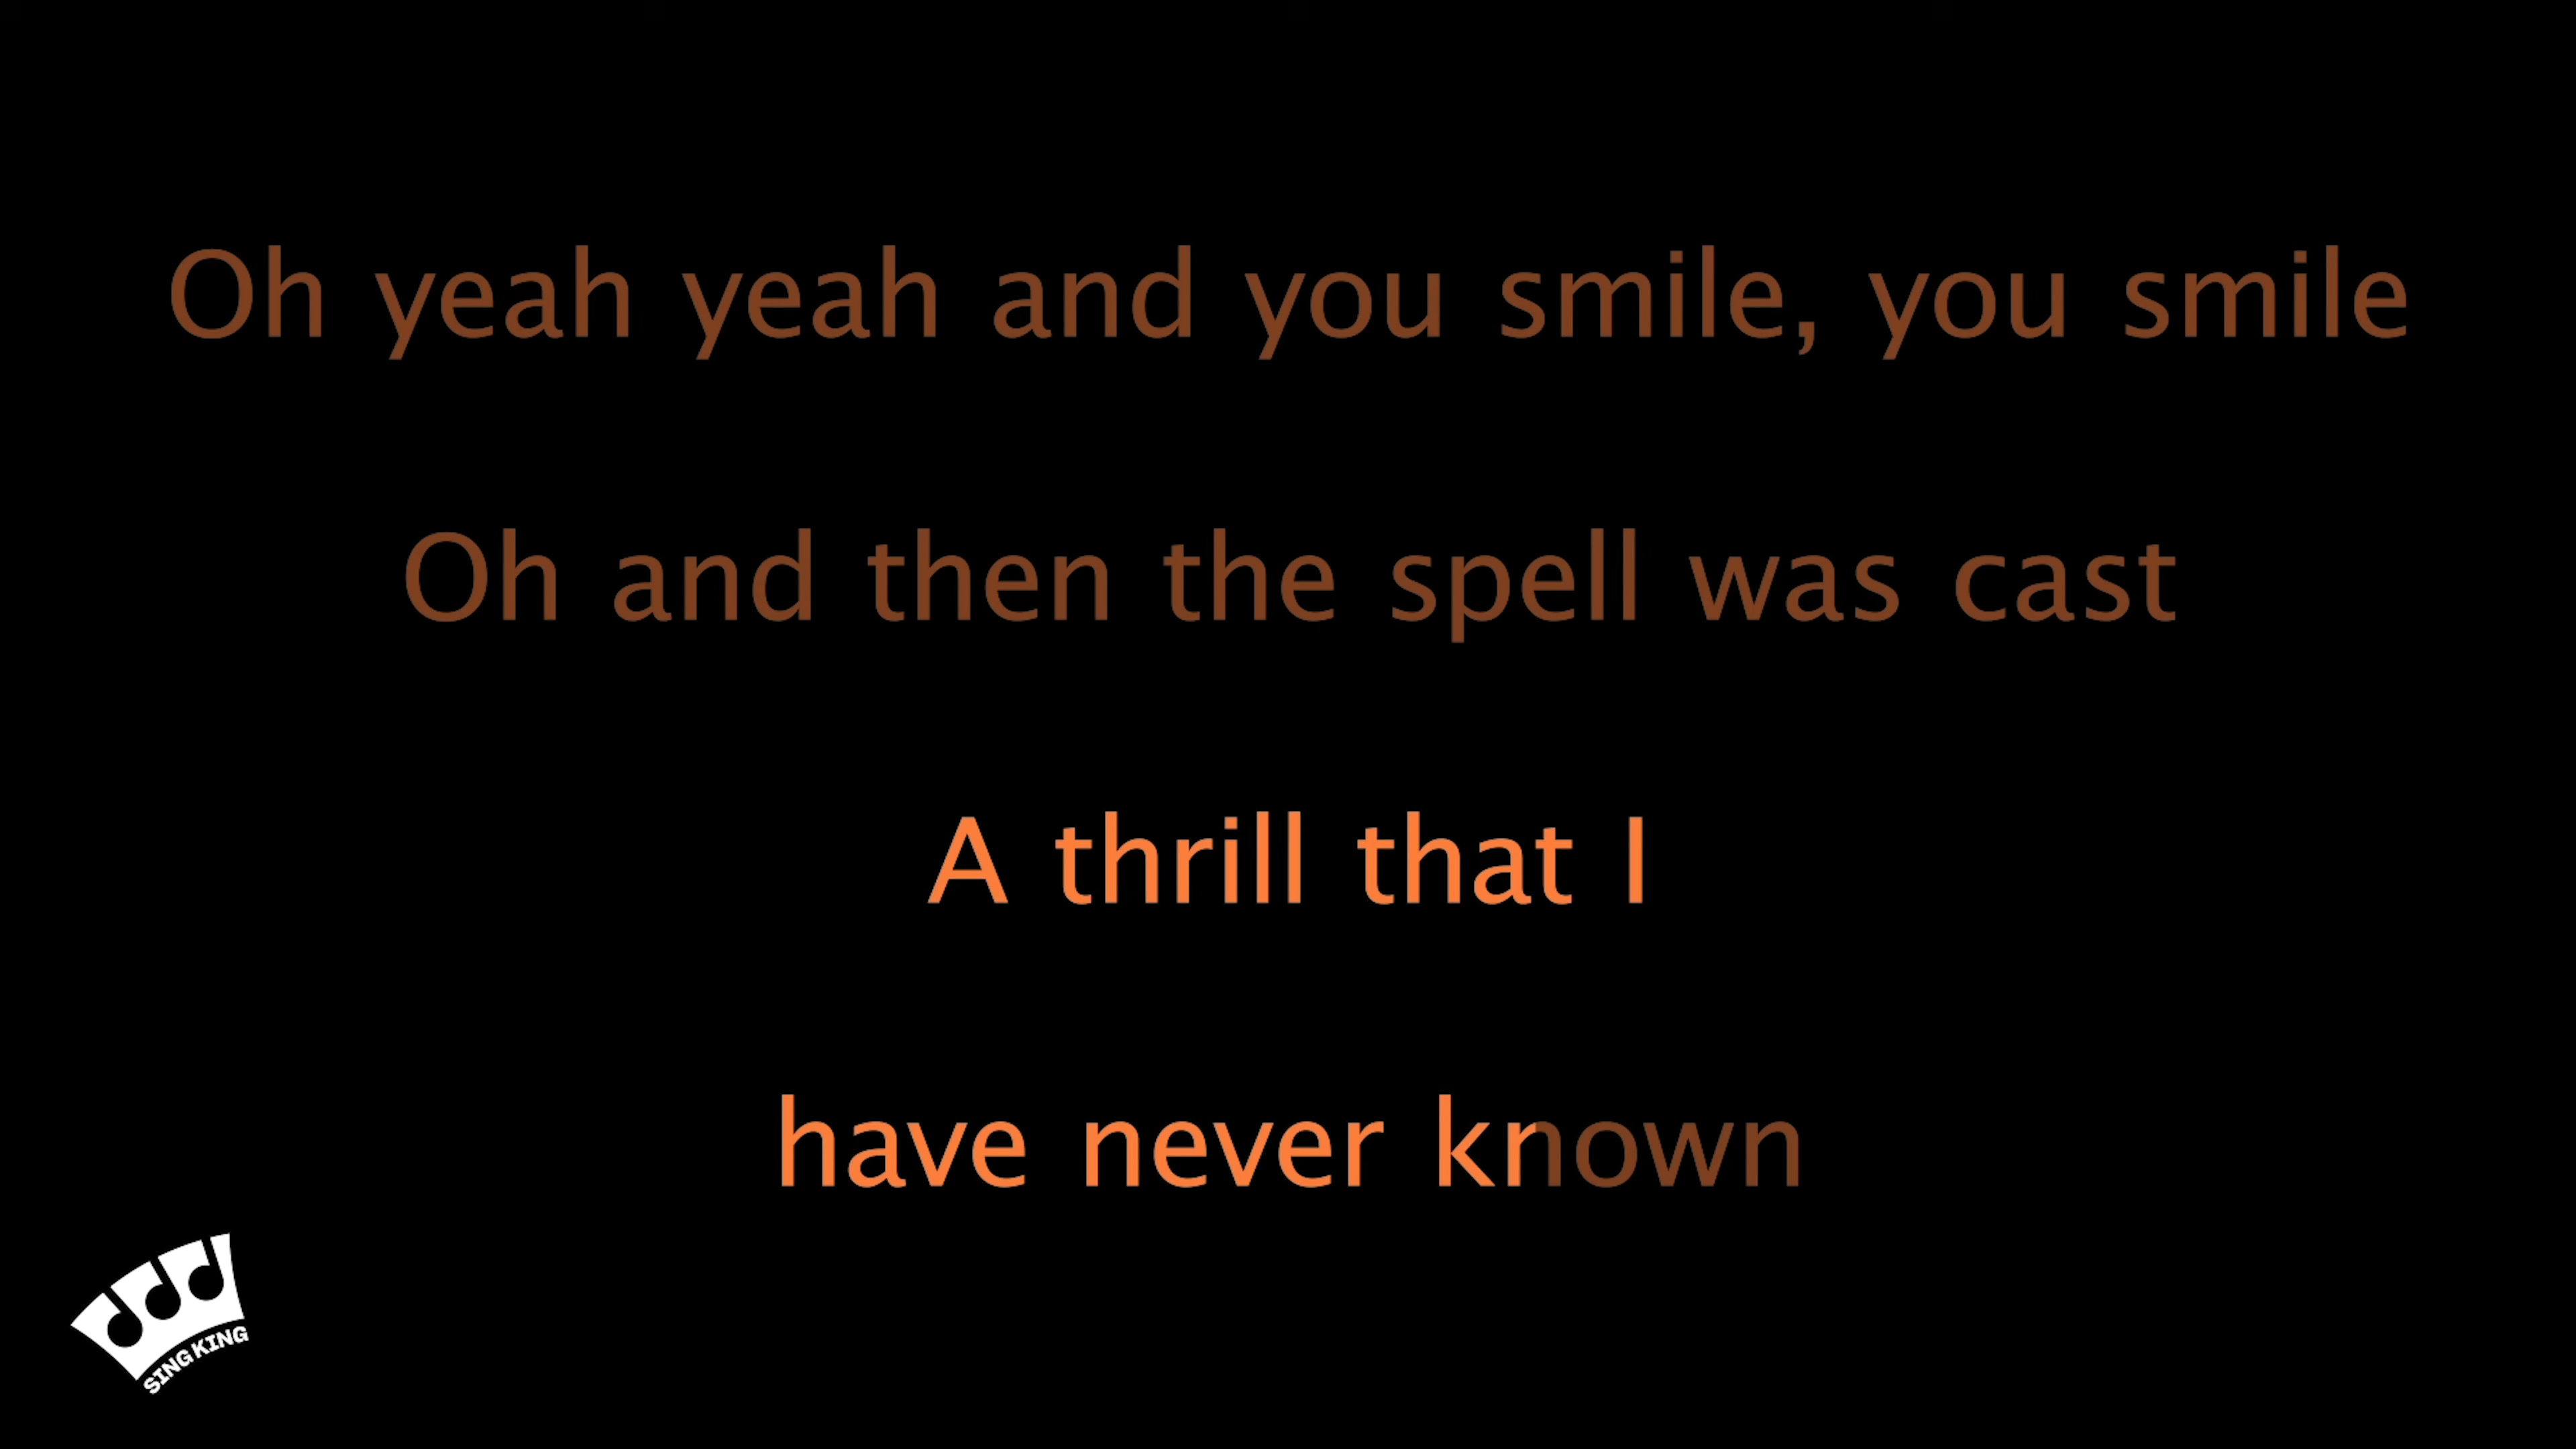 Oh yeah yeah and you smile, you smile
Oh and then the spell was cast
A thrill that I
have never known
SING KING